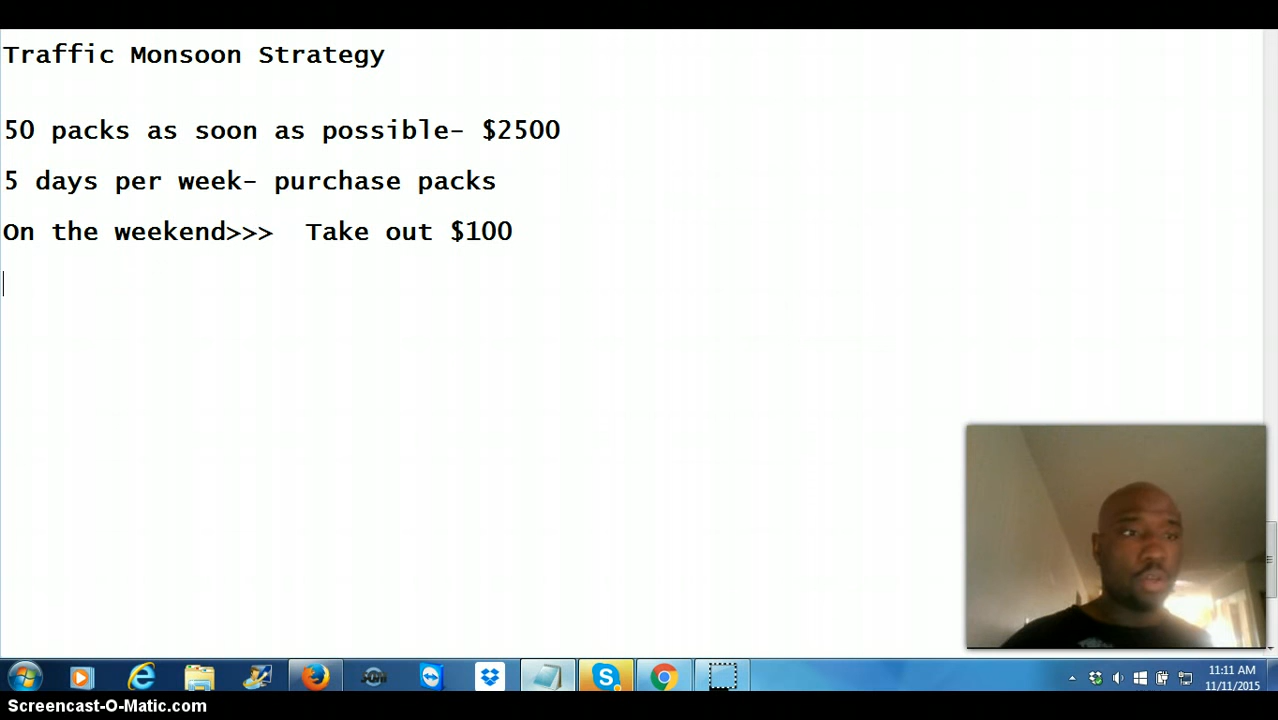 Traffic Monsoon Strategy
50 packs as soon as possible- $2500
5 days per week- purchase packs
On the weekend>>>  Take out $100
11:11 AM
11/11/2015
Screencast-O-Matic.com